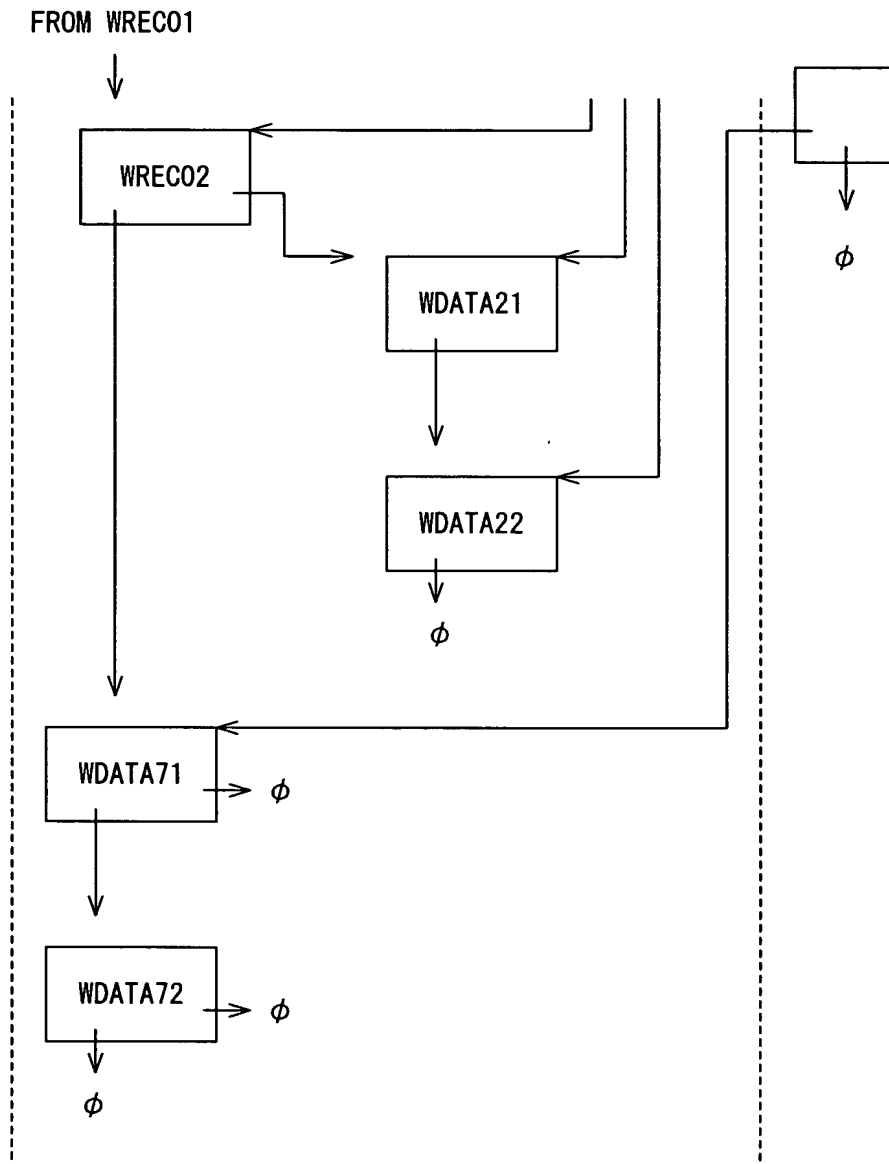 FROM WREC01
WREC02
ϕ
WDATA21
WDATA22
ϕ
WDATA71
ϕ
WDATA72
ϕ
ϕ